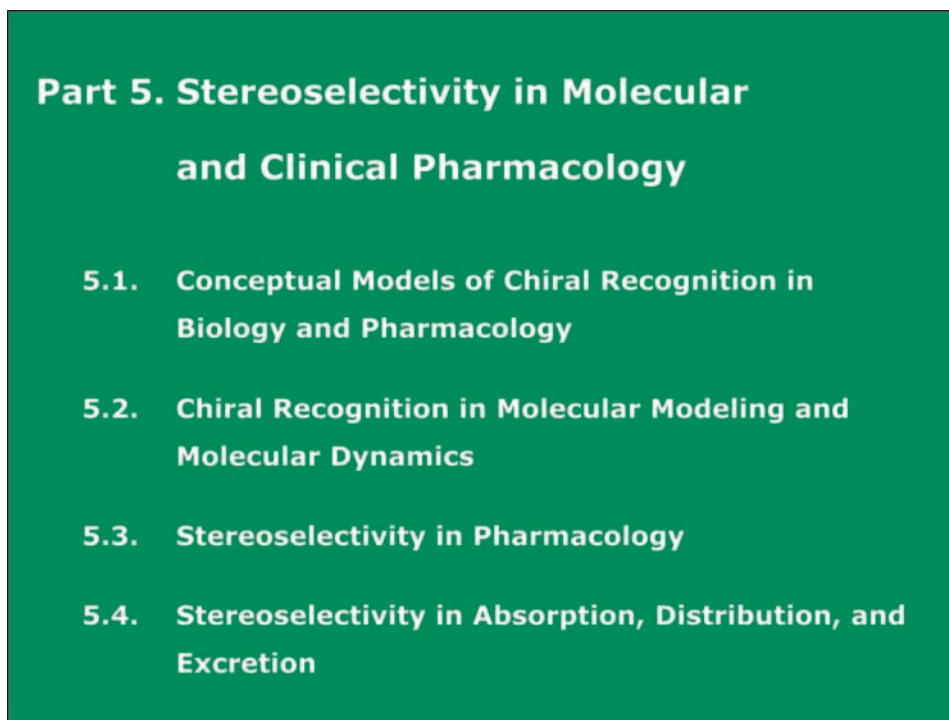 Part 5. Stereoselectivity in Molecular
and Clinical Pharmacology
5.1. Conceptual Models of Chiral Recognition in
Biology and Pharmacology
5.2. Chiral Recognition in Molecular Modeling and
Molecular Dynamics
5.3. Stereoselectivity in Pharmacology
5.4. Stereoselectivity in Absorption, Distribution, and
Excretion